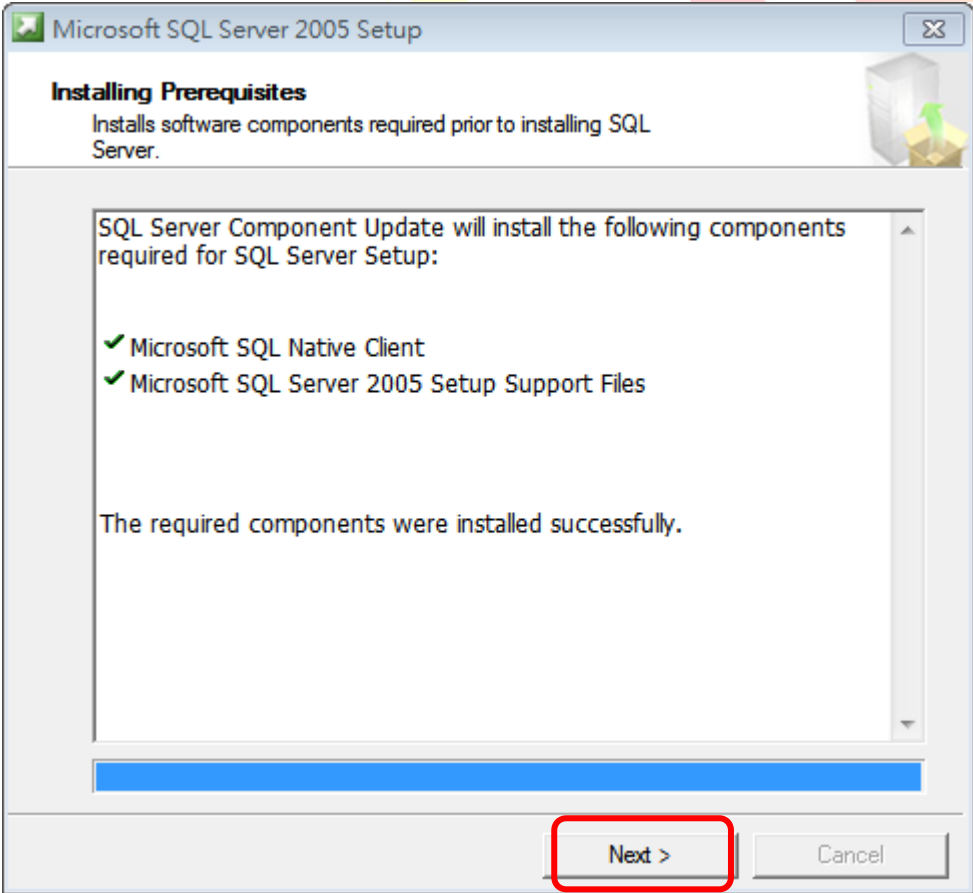 Microsoft SQL Server 2005 Setup
Installing Prerequisites
Installs software components required prior to installing SQL
Server.
SQL Server Component Update will install the following components
required for SQL Server Setup:
Microsoft SQL Native Client
Microsoft SQL Server 2005 Setup Support Files
The required components were installed successfully.
Next >
Cancel